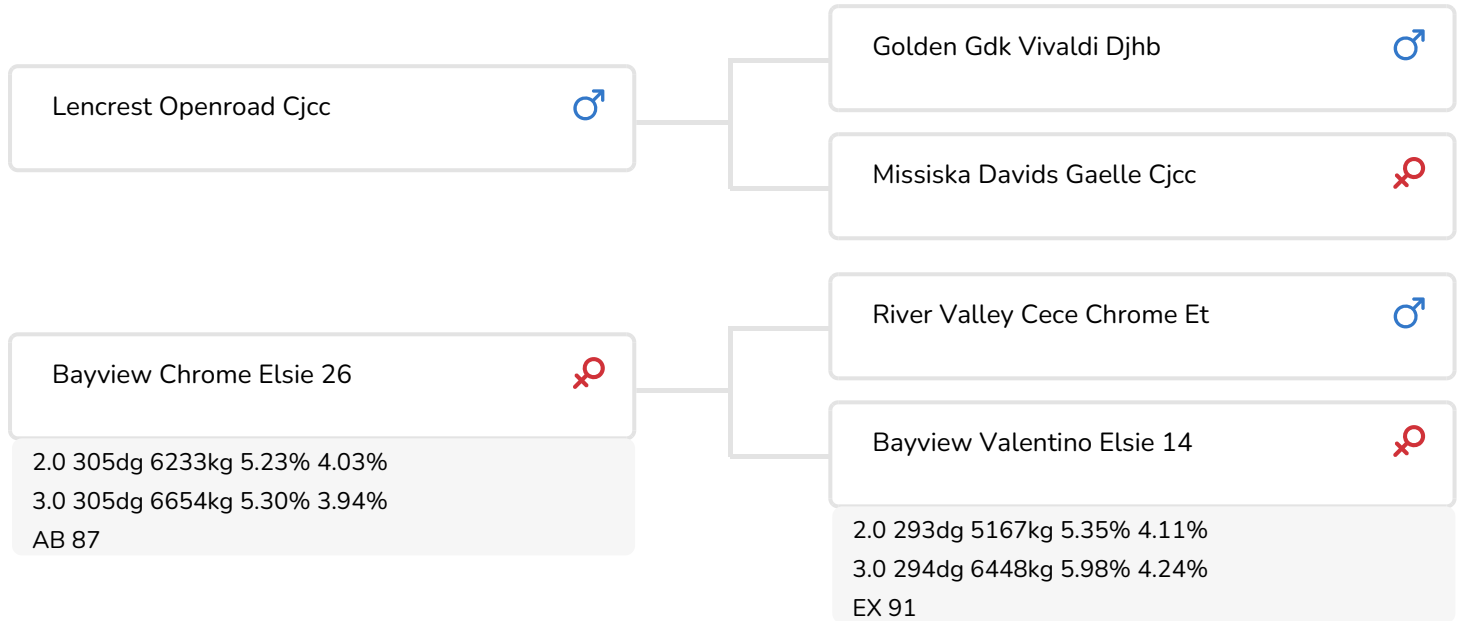 Golden Gdk Vivaldi Djhb
Lencrest Openroad Cjcc
Missiska Davids Gaelle Cjcc
River Valley Cece Chrome Et
Bayview Chrome Elsie 26
2.0 305dg 6233kg 5.23% 4.03%
3.0 305dg 6654kg 5.30% 3.94%
AB 87
Bayview Valentino Elsie 14
2.0 293dg 5167kg 5.35% 4.11%
3.0 294dg 6448kg 5.98% 4.24%
EX 91